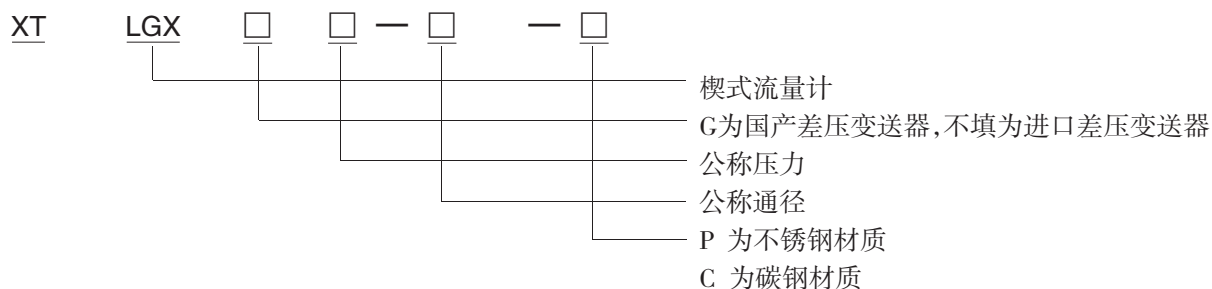 XT LGX □ □ — □ — □
楔式流量计
G为国产差压变送器,不填为进口差压变送器
公称压力
公称通径
P 为不锈钢材质
C 为碳钢材质